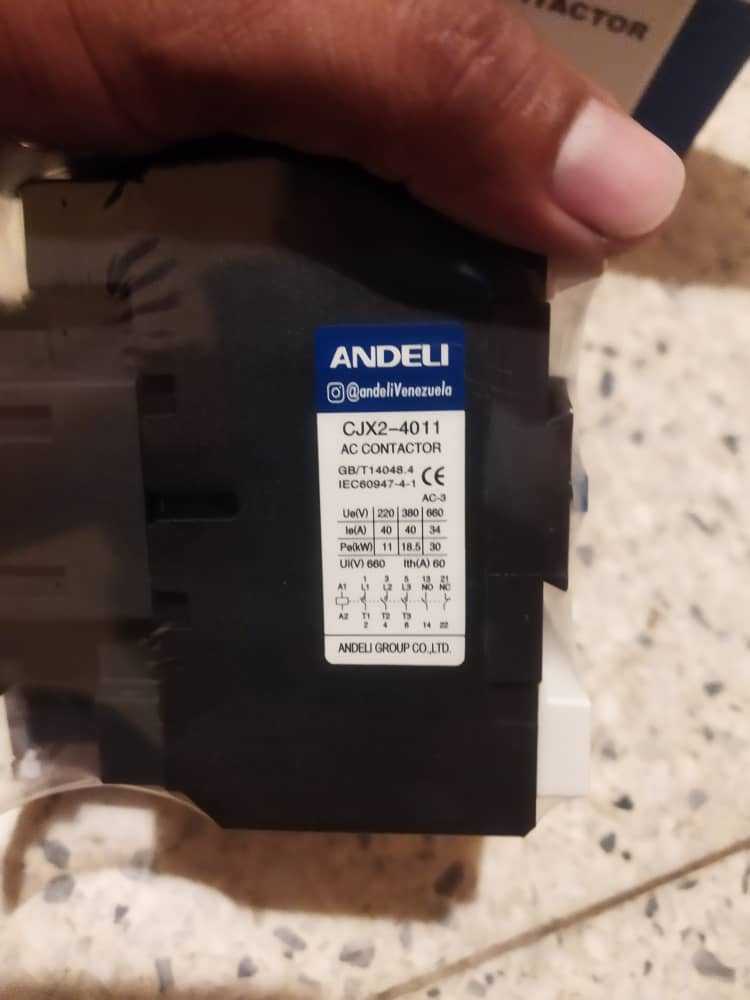 CONTACTOR
ANDELI
@andeliVenezuela
CJX2-4011
AC CONTACTOR
GB/T14048.4
IEC60947-4-1
CE
AC-3
Ue(V) 220 380 660
Ie(A) 40 40 34
Pe(kW) 11 18.5 30
Ui(V) 660 Ith(A) 60
1 3 5 13 21
A1 L1 L2 L3 NO NC
A2 T1 T2 T3
2 4 6 14 22
ANDELI GROUP CO.,LTD.